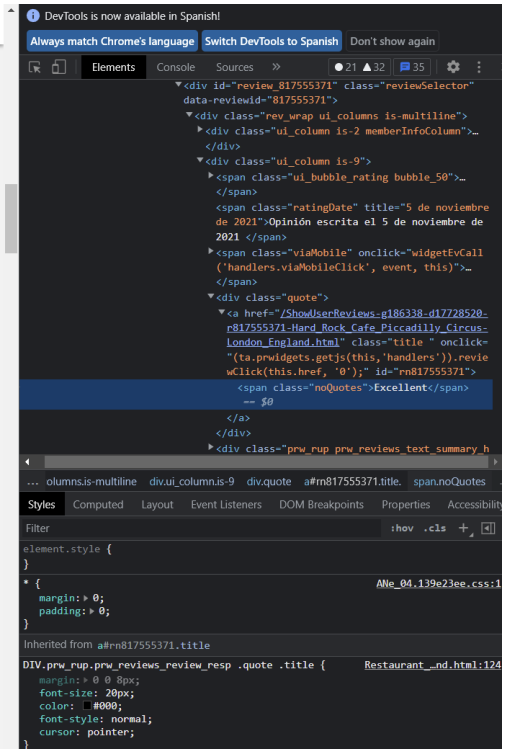 DevTools is now available in Spanish!
Always match Chrome's language Switch DevTools to Spanish Don't show again
Elements Console Sources » 21 32 35
<div id="review_817555371" class="reviewSelector"
data-reviewid="817555371">
<div class="rev_wrap ui_columns is-multiline">
<div class="ui_column is-2 memberInfoColumn">…
</div>
<div class="ui_column is-9">
<span class="ui_bubble_rating bubble_50">…
</span>
<span class="ratingDate" title="5 de noviembre
de 2021">Opinión escrita el 5 de noviembre de
2021 </span>
<span class="viaMobile" onclick="widgetEvCall
('handlers.viaMobileClick', event, this)">…
</span>
<div class="quote">
<a href="/ShowUserReviews-g186338-d17728520-
r817555371-Hard_Rock_Cafe_Piccadilly_Circus-
London_England.html" class="title " onclick=
"(ta.prwidgets.getjs(this,'handlers')).revie
wClick(this.href, '0');" id="rn817555371">
<span class="noQuotes">Excellent</span>
== $0
</a>
</div>
<div class="prw_rup prw_reviews_text_summary_h
... olumns.is-multiline div.ui_column.is-9 div.quote a#rn817555371.title. span.noQuotes
Styles Computed Layout Event Listeners DOM Breakpoints Properties Accessibility
Filter :hov .cls +
element.style {
}
* { ANe_04.139e23ee.css:1
margin: 0;
padding: 0;
}
Inherited from a#rn817555371.title
DIV.prw_rup.prw_reviews_review_resp .quote .title { Restaurant_…nd.html:124
margin: 0 0 8px;
font-size: 20px;
color: #000;
font-style: normal;
cursor: pointer;
}